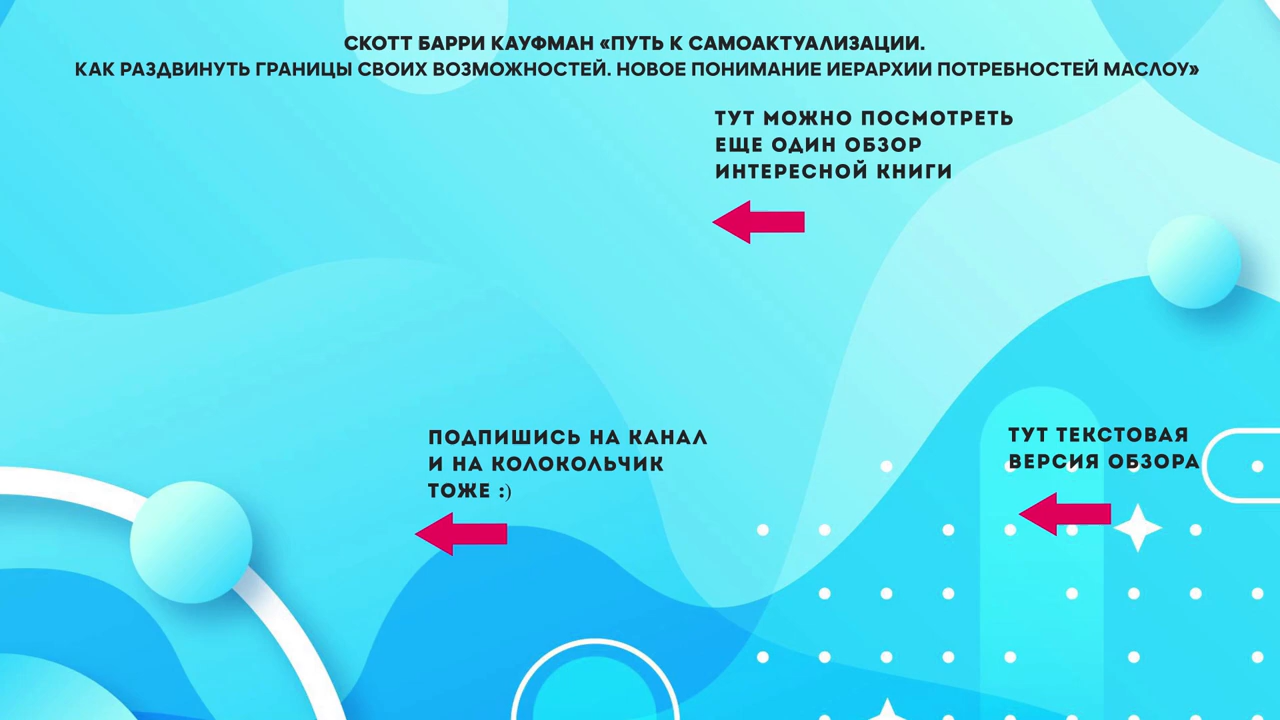 СКОТТ БАРРИ КАУФМАН «ПУТЬ К САМОАКТУАЛИЗАЦИИ.
КАК РАЗДВИНУТЬ ГРАНИЦЫ СВОИХ ВОЗМОЖНОСТЕЙ. НОВОЕ ПОНИМАНИЕ ИЕРАРХИИ ПОТРЕБНОСТЕЙ МАСЛОУ»
ТУТ МОЖНО ПОСМОТРЕТЬ
ЕЩЕ ОДИН ОБЗОР
ИНТЕРЕСНОЙ КНИГИ
ПОДПИШИСЬ НА КАНАЛ
И НА КОЛОКОЛЬЧИК
ТОЖЕ :)
ТУТ ТЕКСТОВАЯ
ВЕРСИЯ ОБЗОРА